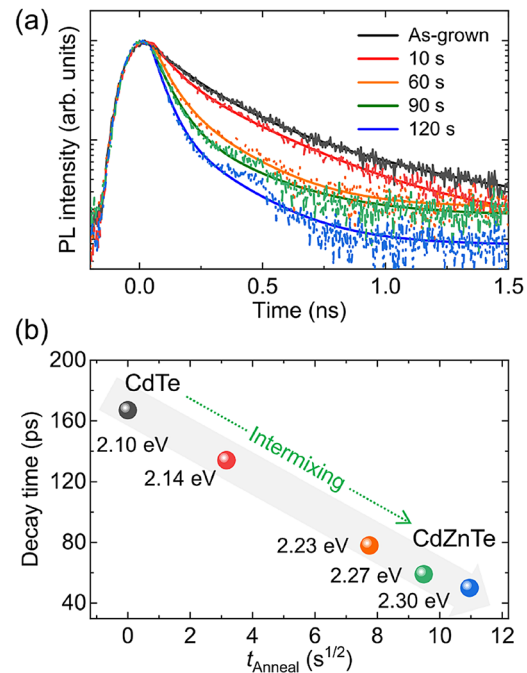 (a)
As-grown
10 s
60 s
90 s
120 s
PL intensity (arb. units)
0.0 0.5 1.0 1.5
Time (ns)
(b)
200
160
120
80
40
Decay time (ps)
CdTe
2.10 eV
2.14 eV
Intermixing
2.23 eV
CdZnTe
2.27 eV
2.30 eV
0 2 4 6 8 10 12
tAnneal (s1/2)